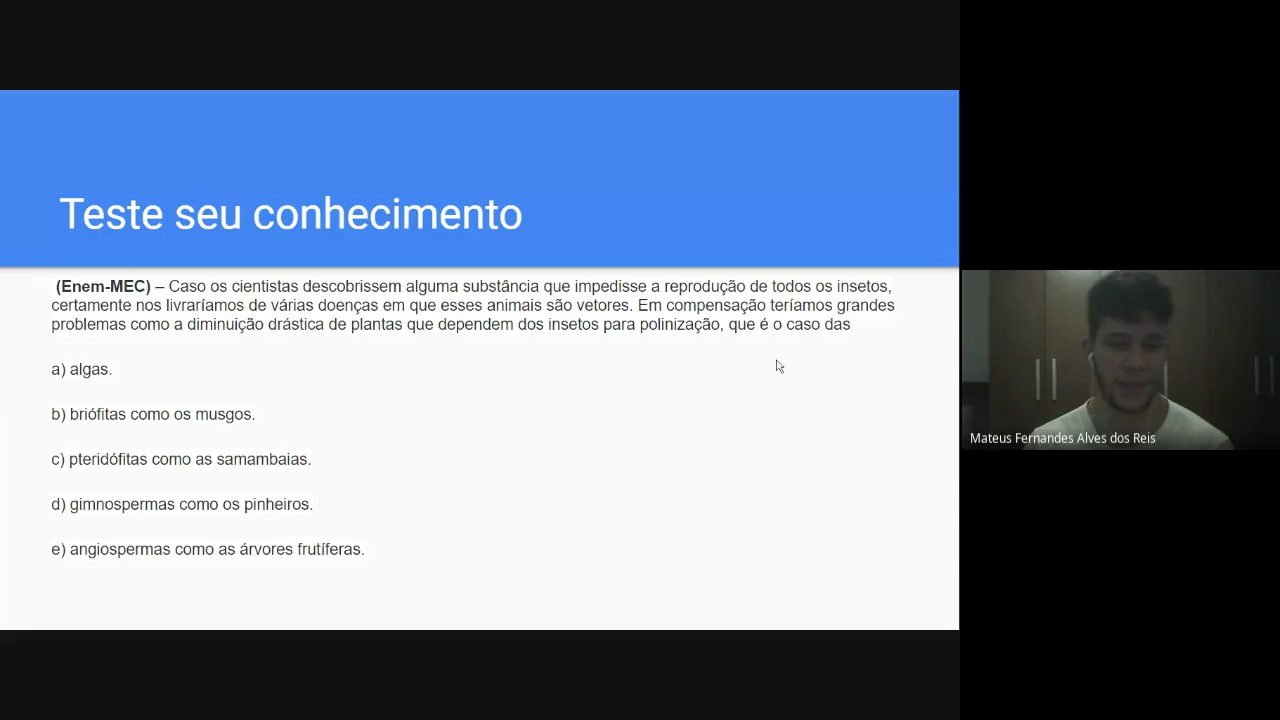 Teste seu conhecimento
(Enem-MEC) – Caso os cientistas descobrissem alguma substância que impedisse a reprodução de todos os insetos,
certamente nos livraríamos de várias doenças em que esses animais são vetores. Em compensação teríamos grandes
problemas como a diminuição drástica de plantas que dependem dos insetos para polinização, que é o caso das
a) algas.
b) briófitas como os musgos.
c) pteridófitas como as samambaias.
d) gimnospermas como os pinheiros.
e) angiospermas como as árvores frutíferas.
Mateus Fernandes Alves dos Reis